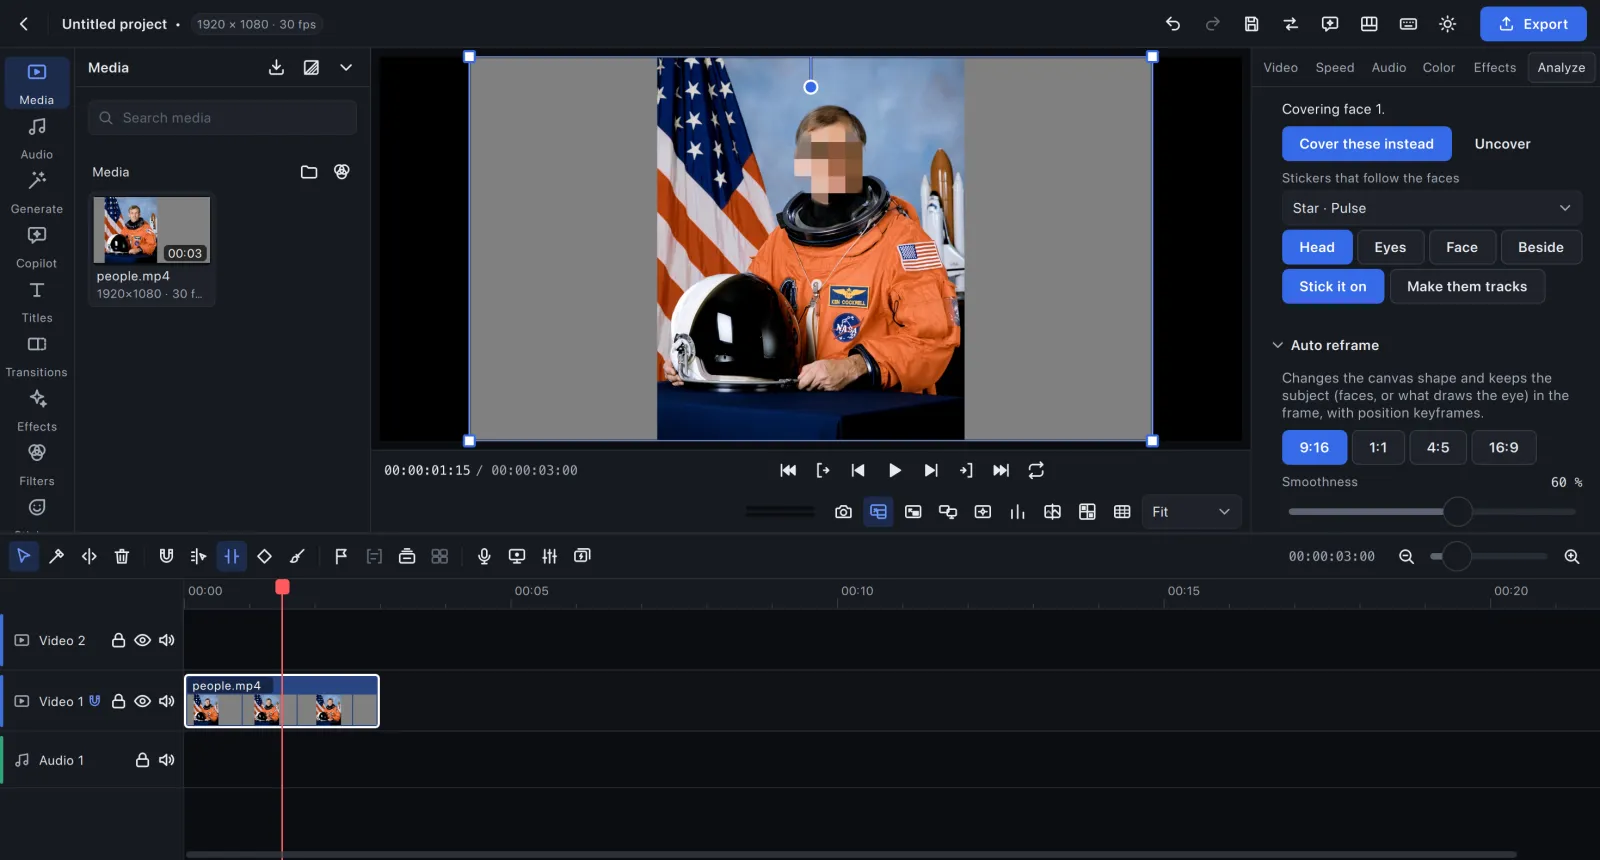 Untitled project •
1920 × 1080 · 30 fps
Export
Media
Audio
Generate
Copilot
Titles
Transitions
Effects
Filters
Media
Search media
Media
00:03
people.mp4
1920×1080 · 30 f...
KEN COCKRELL
NASA
00:00:01:15 / 00:00:03:00
Fit
Video
Speed
Audio
Color
Effects
Analyze
Covering face 1.
Cover these instead
Uncover
Stickers that follow the faces
Star · Pulse
Head
Eyes
Face
Beside
Stick it on
Make them tracks
Auto reframe
Changes the canvas shape and keeps the
subject (faces, or what draws the eye) in the
frame, with position keyframes.
9:16
1:1
4:5
16:9
Smoothness
60 %
00:00:03:00
00:00
00:05
00:10
00:15
00:20
Video 2
Video 1
people.mp4
Audio 1